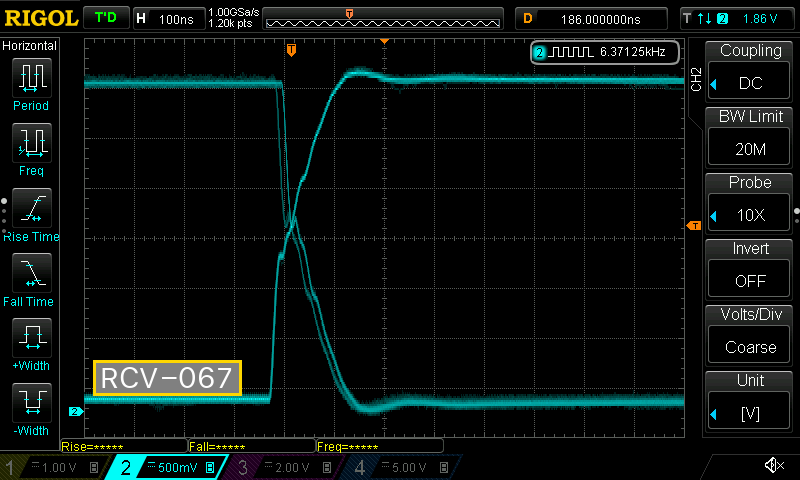 RIGOL T'D H 100ns 1.00GSa/s 1.20k pts D 186.000000ns T 2 1.86 V
Horizontal
Period
Freq
Rise Time
Fall Time
+Width
-Width
T
2 6.37125kHz
T
2
RCV-067
CH2
Coupling
DC
BW Limit
20M
Probe
10X
Invert
OFF
Volts/Div
Coarse
Unit
[V]
Rise=***** Fall=***** Freq=*****
1 1.00 V B 2 500mV B 3 2.00 V B 4 5.00 V B